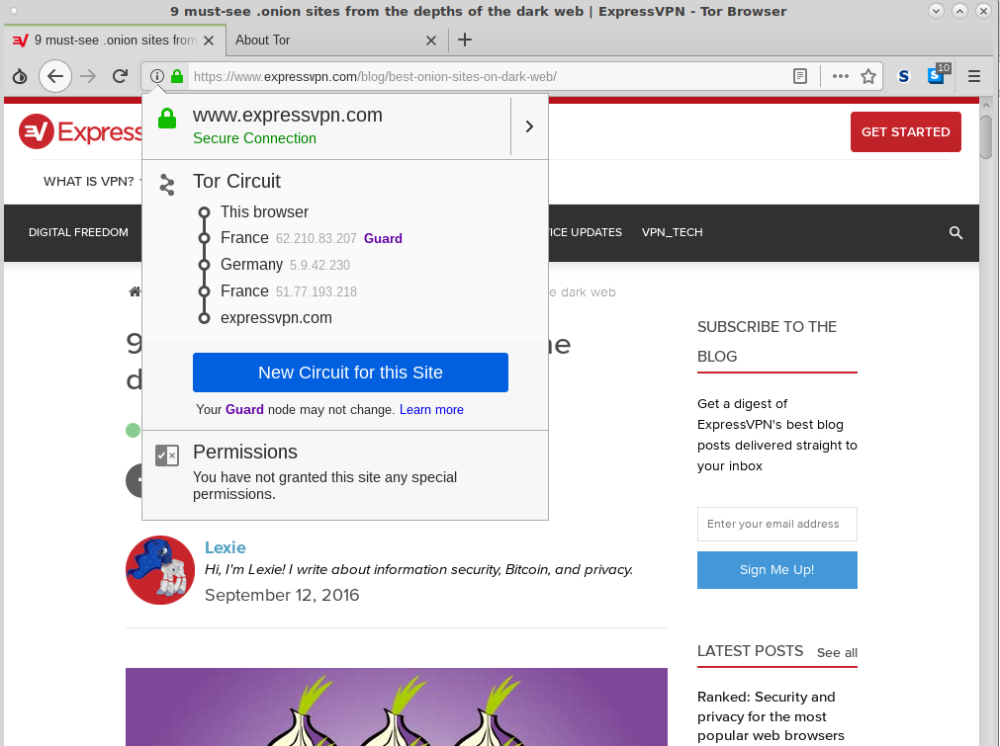 9 must-see .onion sites from the depths of the dark web | ExpressVPN - Tor Browser
9 must-see .onion sites from
About Tor
https://www.expressvpn.com/blog/best-onion-sites-on-dark-web/
S
S
10
Express
GET STARTED
WHAT IS VPN?
DIGITAL FREEDOM
ICE UPDATES
VPN_TECH
www.expressvpn.com
Secure Connection
Tor Circuit
This browser
France 62.210.83.207 Guard
Germany 5.9.42.230
France 51.77.193.218
expressvpn.com
New Circuit for this Site
Your Guard node may not change. Learn more
Permissions
You have not granted this site any special
permissions.
e dark web
9
ne
d
Lexie
Hi, I'm Lexie! I write about information security, Bitcoin, and privacy.
September 12, 2016
SUBSCRIBE TO THE
BLOG
Get a digest of
ExpressVPN's best blog
posts delivered straight to
your inbox
Enter your email address
Sign Me Up!
LATEST POSTS See all
Ranked: Security and
privacy for the most
popular web browsers